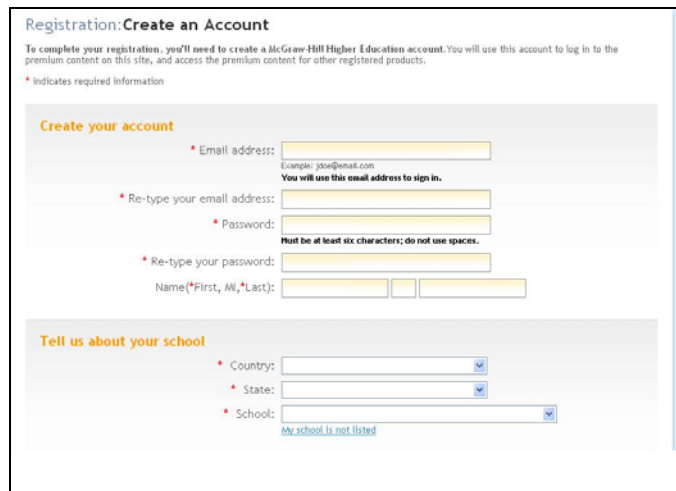 Registration: Create an Account
To complete your registration, you'll need to create a McGraw-Hill Higher Education account. You will use this account to log in to the
premium content on this site, and access the premium content for other registered products.
* Indicates required information
Create your account
* Email address:
Example: jdoe@email.com
You will use this email address to sign in.
* Re-type your email address:
* Password:
Must be at least six characters; do not use spaces.
* Re-type your password:
Name(*First, MI,*Last):
Tell us about your school
* Country:
* State:
* School:
My school is not listed